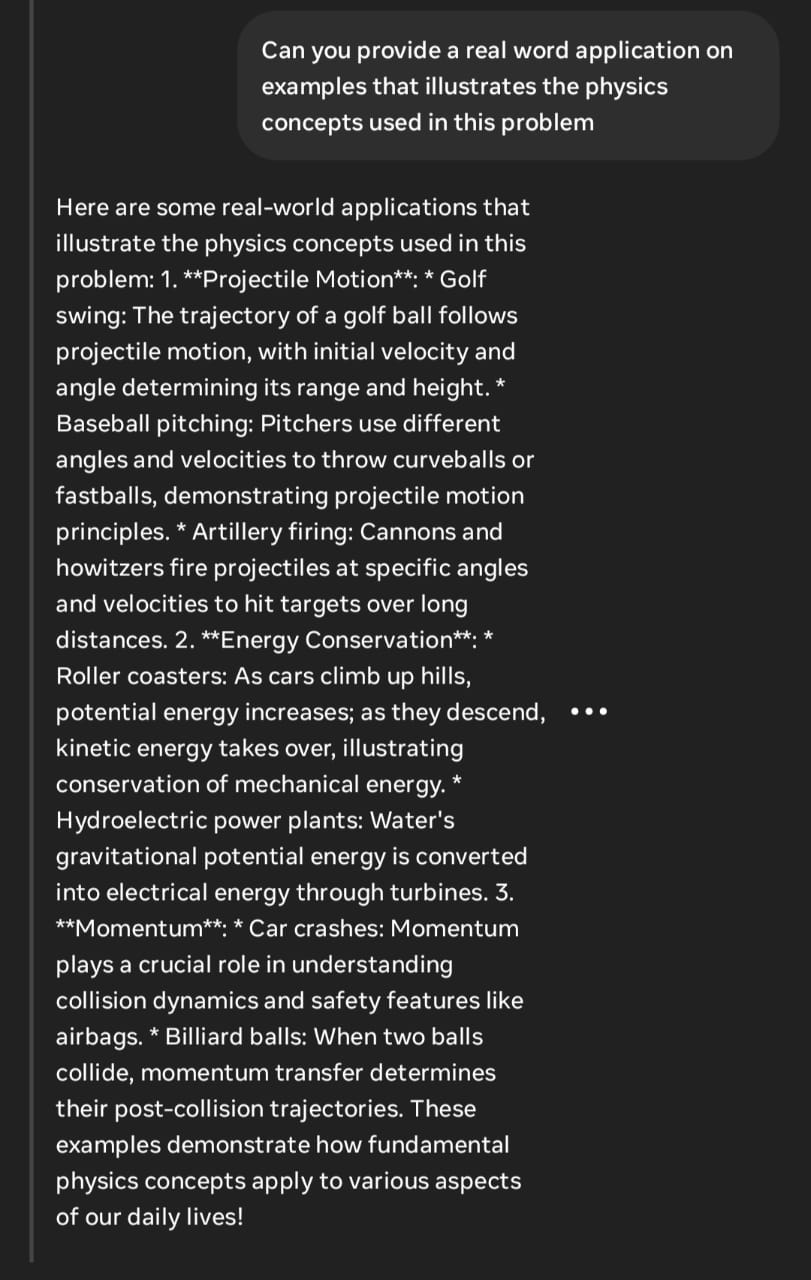 Can you provide a real word application on
examples that illustrates the physics
concepts used in this problem
Here are some real-world applications that
illustrate the physics concepts used in this
problem: 1. **Projectile Motion**: * Golf
swing: The trajectory of a golf ball follows
projectile motion, with initial velocity and
angle determining its range and height. *
Baseball pitching: Pitchers use different
angles and velocities to throw curveballs or
fastballs, demonstrating projectile motion
principles. * Artillery firing: Cannons and
howitzers fire projectiles at specific angles
and velocities to hit targets over long
distances. 2. **Energy Conservation**: *
Roller coasters: As cars climb up hills,
potential energy increases; as they descend,
kinetic energy takes over, illustrating
conservation of mechanical energy. *
Hydroelectric power plants: Water's
gravitational potential energy is converted
into electrical energy through turbines. 3.
**Momentum**: * Car crashes: Momentum
plays a crucial role in understanding
collision dynamics and safety features like
airbags. * Billiard balls: When two balls
collide, momentum transfer determines
their post-collision trajectories. These
examples demonstrate how fundamental
physics concepts apply to various aspects
of our daily lives!